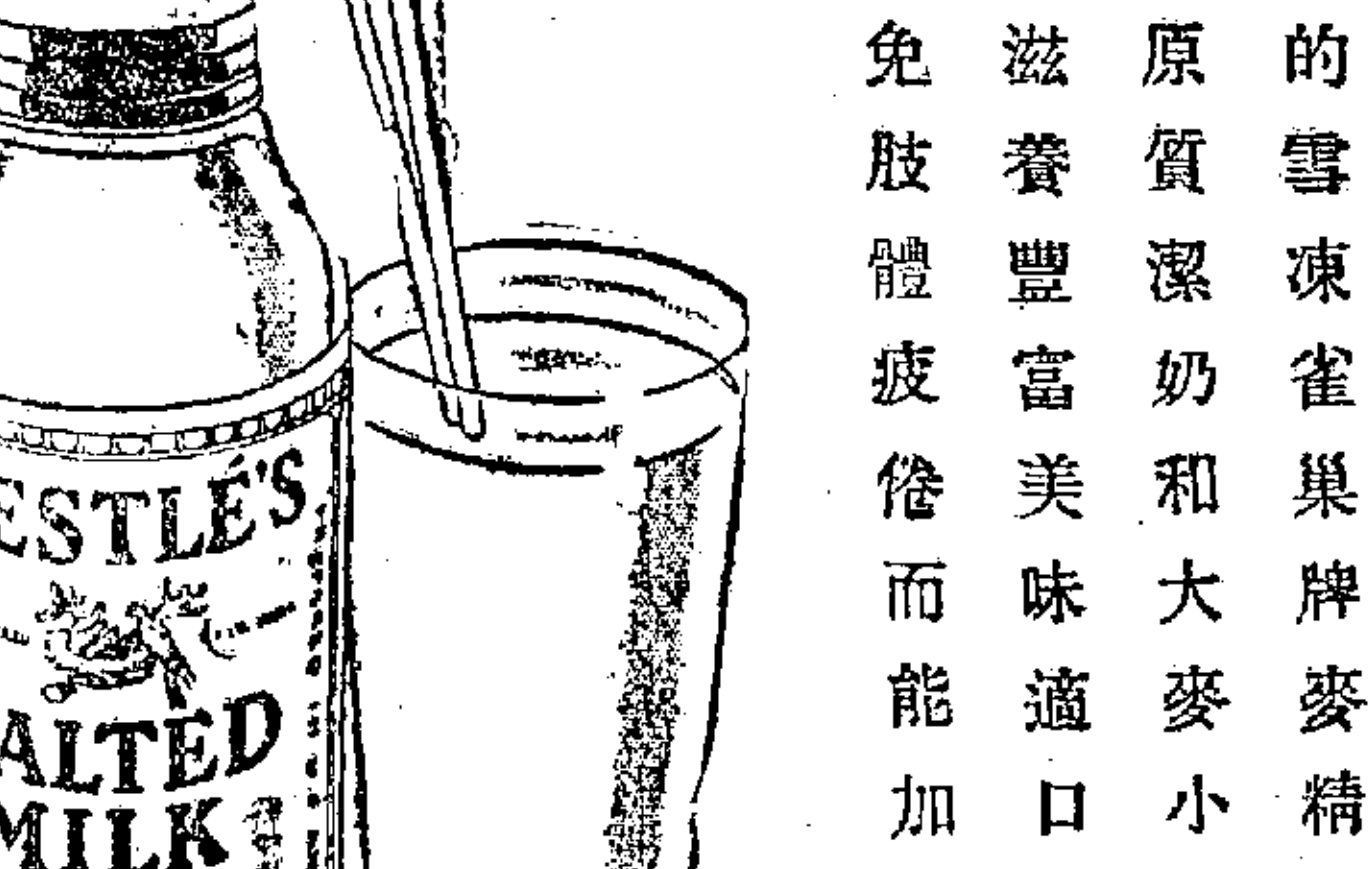 的雪凍雀巢牌麥精
原質潔奶和大麥小
滋養豐富美味適口
免肢體疲倦而能加
ESTLÉ'S
ALTED
MILK